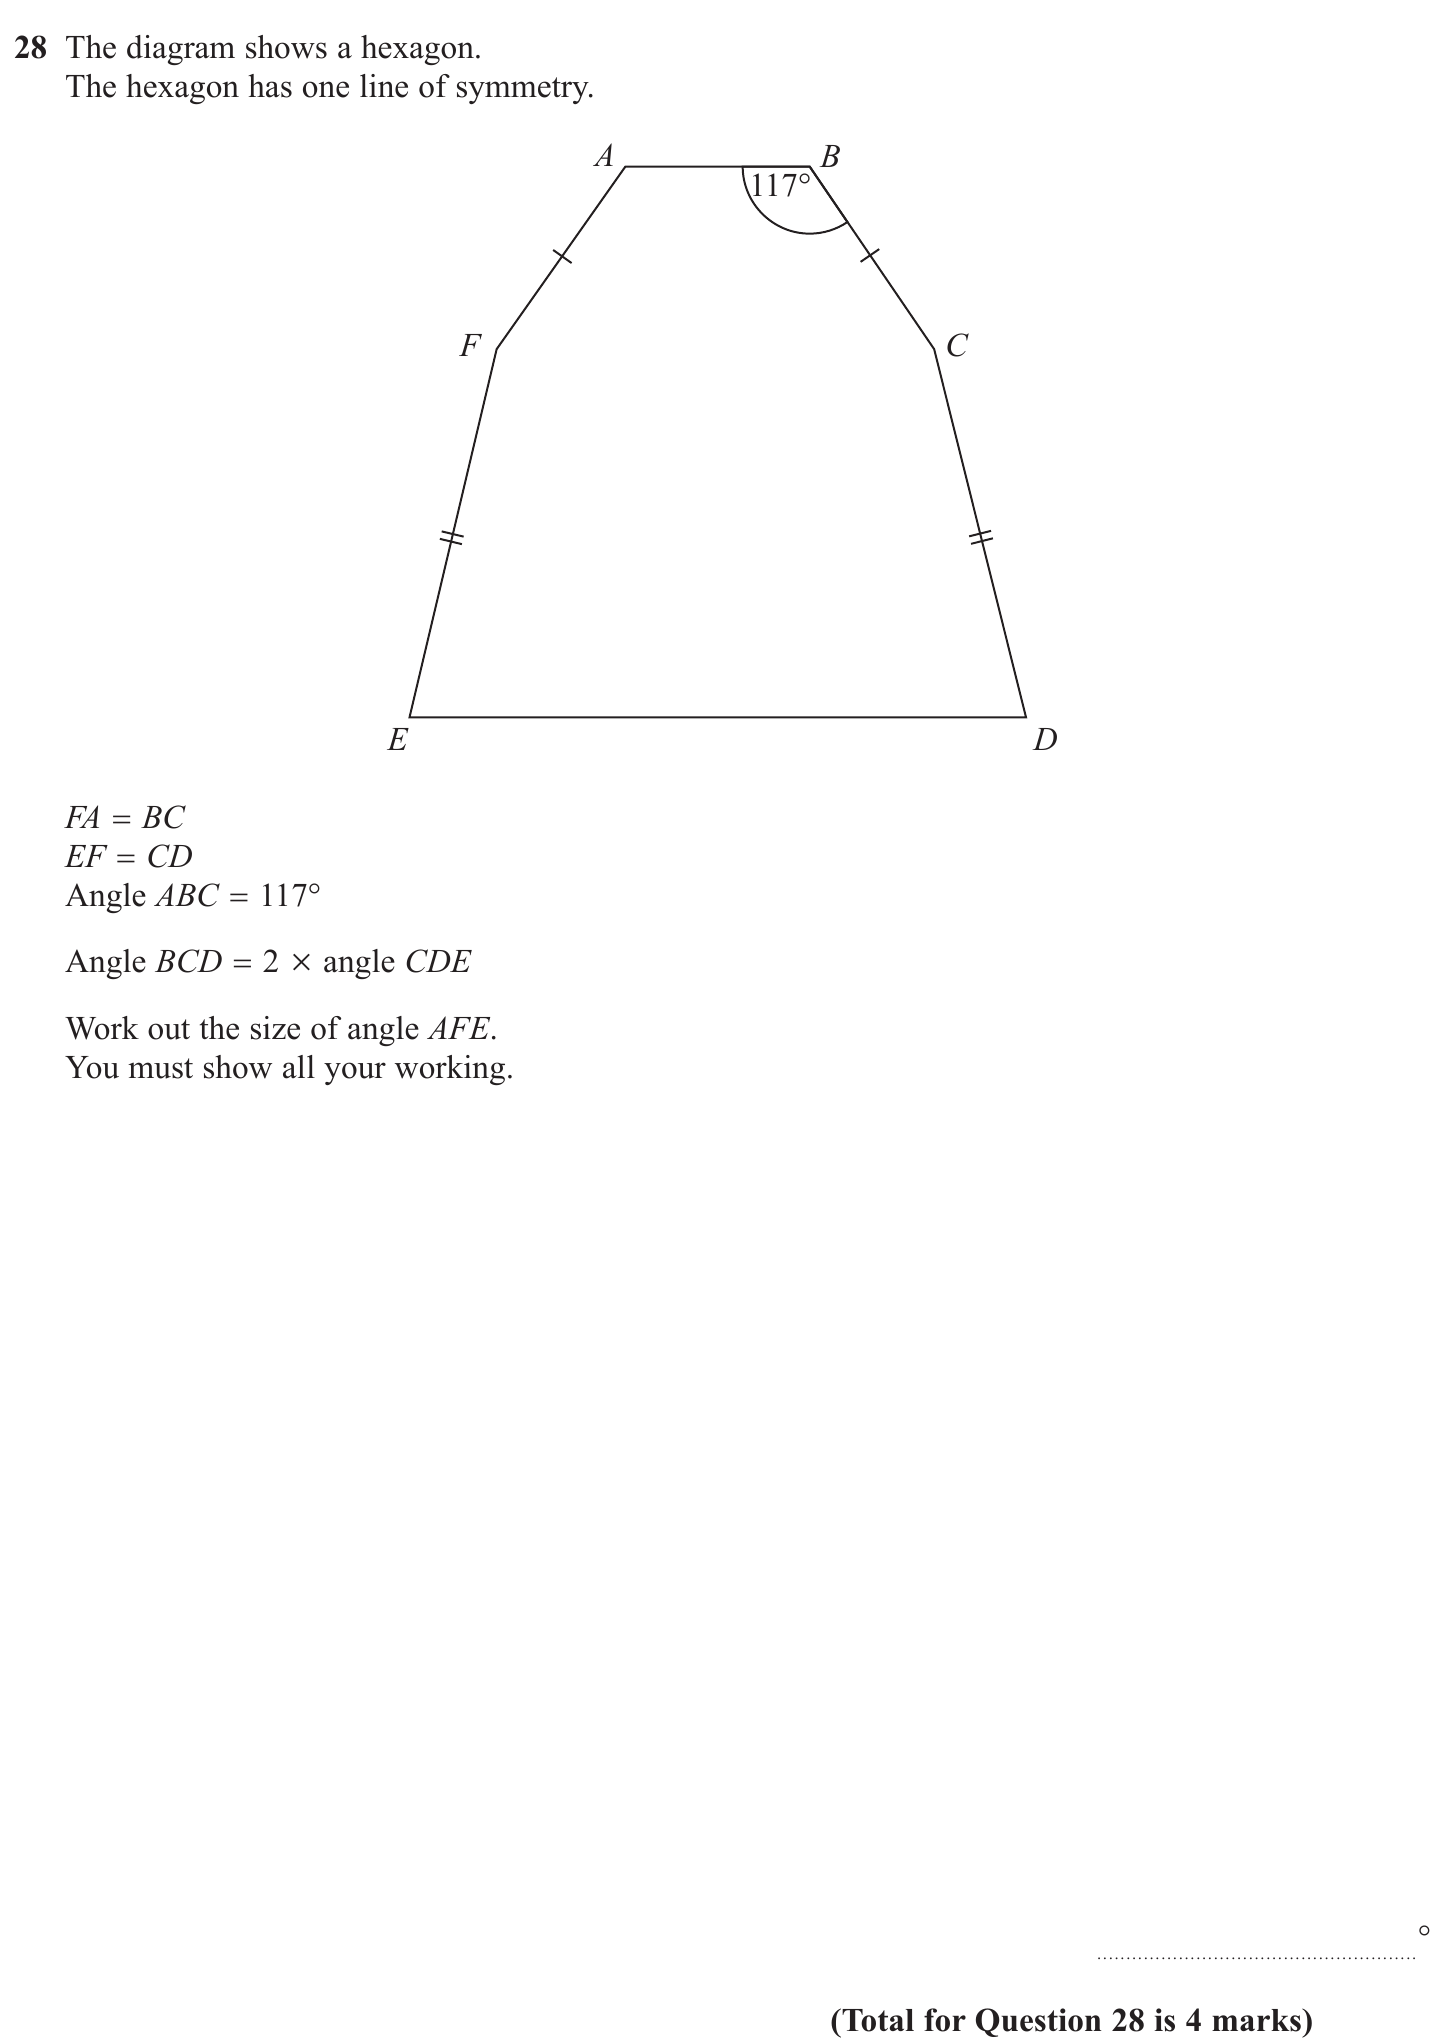 28 The diagram shows a hexagon.
The hexagon has one line of symmetry.
A
B
117°
F
C
E
D
FA = BC
EF = CD
Angle ABC = 117°
Angle BCD = 2 × angle CDE
Work out the size of angle AFE.
You must show all your working.
°
(Total for Question 28 is 4 marks)